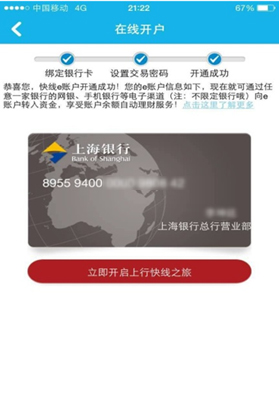 中国移动 4G 21:22 67%
在线开户
绑定银行卡 设置交易密码 开通成功
恭喜您，快线e账户开通成功！您的e账户信息如下，现在就可通过任
意一家银行的网银、手机银行等电子渠道（注：不限定银行哦）向e
账户转入资金，享受账户余额自动理财服务！点击这里了解更多
上海银行
Bank of Shanghai
8955 9400 42
上海银行总行营业部
立即开启上行快线之旅